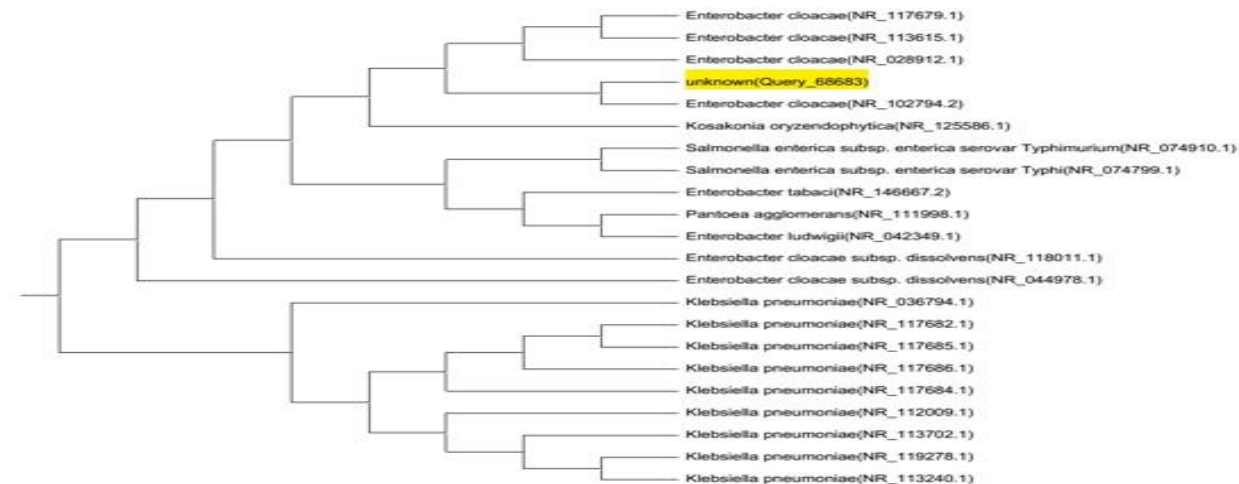 Enterobacter cloacae(NR_117679.1)
Enterobacter cloacae(NR_113615.1)
Enterobacter cloacae(NR_028912.1)
unknown(Query_68683)
Enterobacter cloacae(NR_102794.2)
Kosakonia oryzendophytica(NR_125586.1)
Salmonella enterica subsp. enterica serovar Typhimurium(NR_074910.1)
Salmonella enterica subsp. enterica serovar Typhi(NR_074799.1)
Enterobacter tabaci(NR_146667.2)
Pantoea agglomerans(NR_111998.1)
Enterobacter ludwigii(NR_042349.1)
Enterobacter cloacae subsp. dissolvens(NR_118011.1)
Enterobacter cloacae subsp. dissolvens(NR_044978.1)
Klebsiella pneumoniae(NR_036794.1)
Klebsiella pneumoniae(NR_117682.1)
Klebsiella pneumoniae(NR_117685.1)
Klebsiella pneumoniae(NR_117686.1)
Klebsiella pneumoniae(NR_117684.1)
Klebsiella pneumoniae(NR_112009.1)
Klebsiella pneumoniae(NR_113702.1)
Klebsiella pneumoniae(NR_119278.1)
Klebsiella pneumoniae(NR_113240.1)